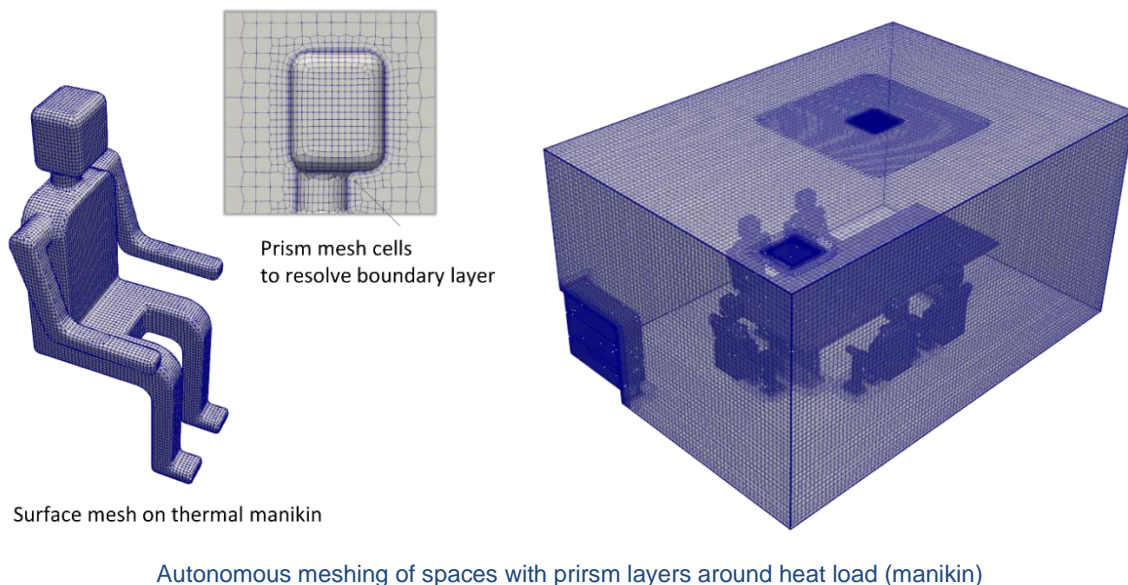 Prism mesh cells
to resolve boundary layer
Surface mesh on thermal manikin
Autonomous meshing of spaces with prirsm layers around heat load (manikin)